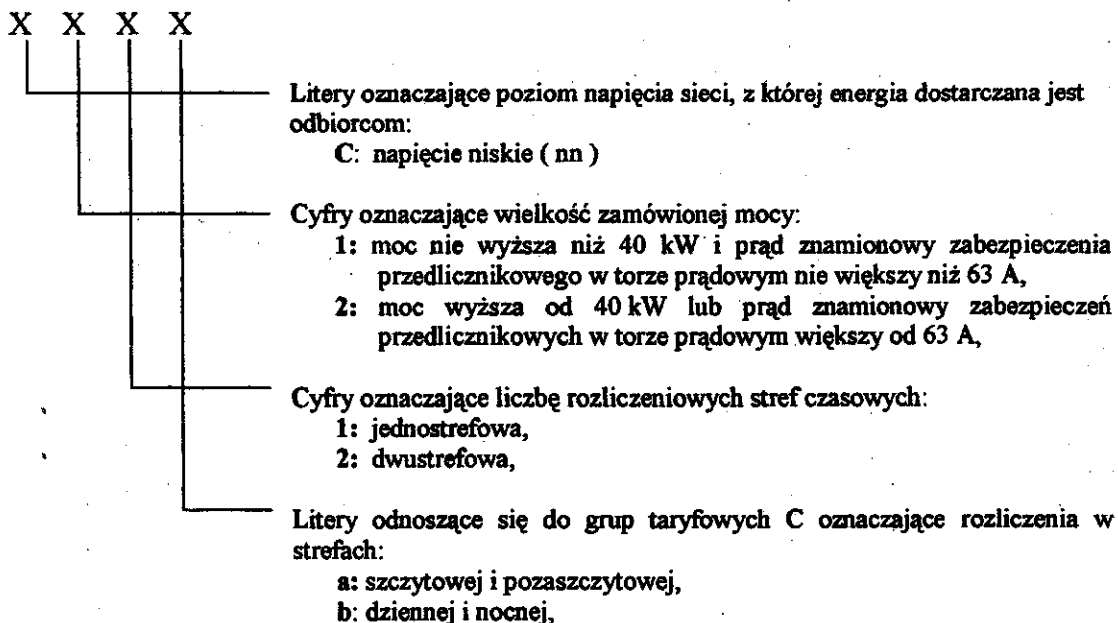 X X X X
Litery oznaczające poziom napięcia sieci, z której energia dostarczana jest
odbiorcom:
C: napięcie niskie ( nn )
Cyfry oznaczające wielkość zamówionej mocy:
1: moc nie wyższa niż 40 kW i prąd znamionowy zabezpieczenia
przedlicznikowego w torze prądowym nie większy niż 63 A,
2: moc wyższa od 40 kW lub prąd znamionowy zabezpieczeń
przedlicznikowych w torze prądowym większy od 63 A,
Cyfry oznaczające liczbę rozliczeniowych stref czasowych:
1: jednostrefowa,
2: dwustrefowa,
Litery odnoszące się do grup taryfowych C oznaczające rozliczenia w
strefach:
a: szczytowej i pozaszczytowej,
b: dziennej i nocnej,